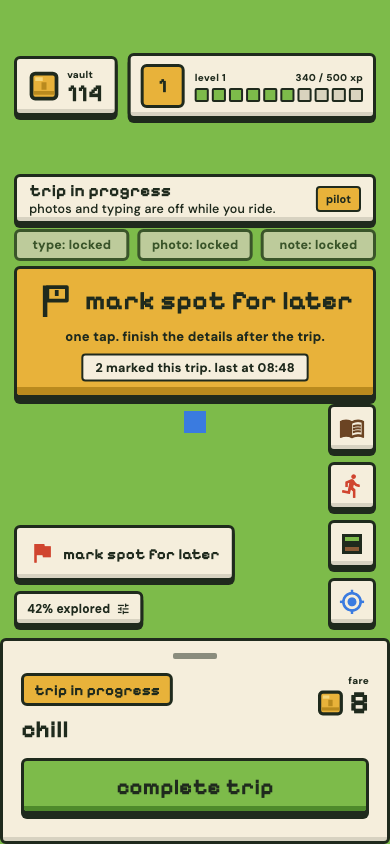 vault
114
1
level 1
340 / 500 xp
trip in progress
photos and typing are off while you ride.
pilot
type: locked
photo: locked
note: locked
mark spot for later
one tap. finish the details after the trip.
2 marked this trip. last at 08:48
mark spot for later
42% explored
trip in progress
fare
8
chill
complete trip